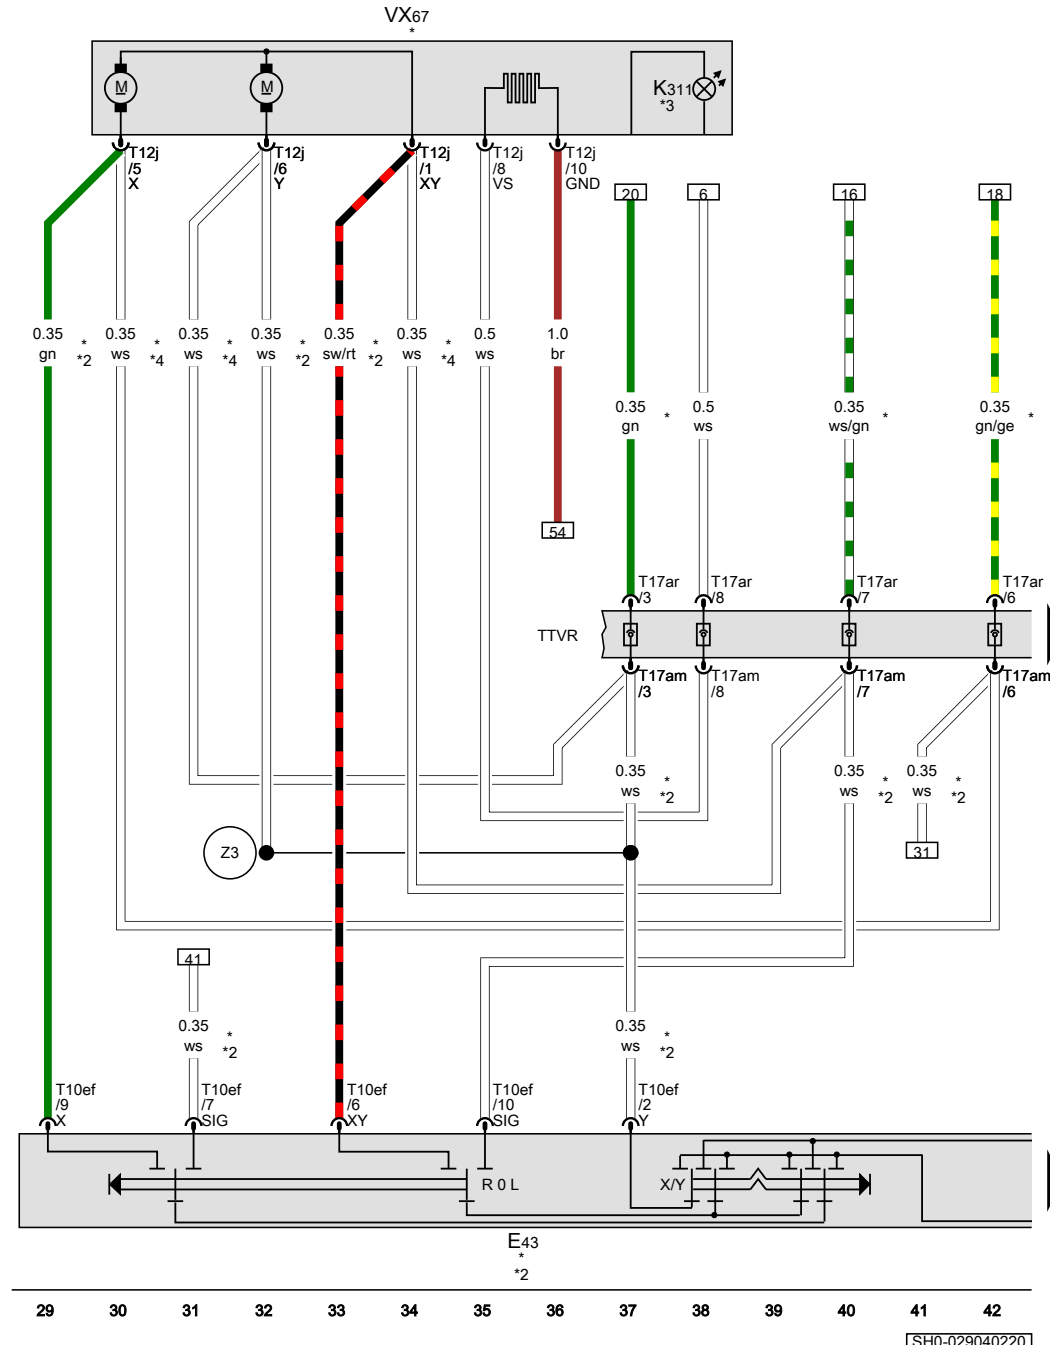 VX67
*
M
M
K311
*3
T12j
/5
X
T12j
/6
Y
T12j
/1
XY
T12j
/8
VS
T12j
/10
GND
20
6
16
18
0.35
gn
*
*2
0.35
ws
*
*4
0.35
ws
*
*4
0.35
ws
*
*2
0.35
sw/rt
*
*2
0.35
ws
*
*4
0.5
ws
1.0
br
0.35
gn
*
0.5
ws
0.35
ws/gn
*
0.35
gn/ge
*
54
T17ar
/3
T17ar
/8
T17ar
/7
T17ar
/6
TTVR
T17am
/3
T17am
/8
T17am
/7
T17am
/6
0.35
ws
*
*2
0.35
ws
*
*2
0.35
ws
*
*2
Z3
31
41
0.35
ws
*
*2
0.35
ws
*
*2
T10ef
/9
X
T10ef
/7
SIG
T10ef
/6
XY
T10ef
/10
SIG
T10ef
/2
Y
R 0 L
X/Y
E43
*
*2
29 30 31 32 33 34 35 36 37 38 39 40 41 42
SH0-029040220